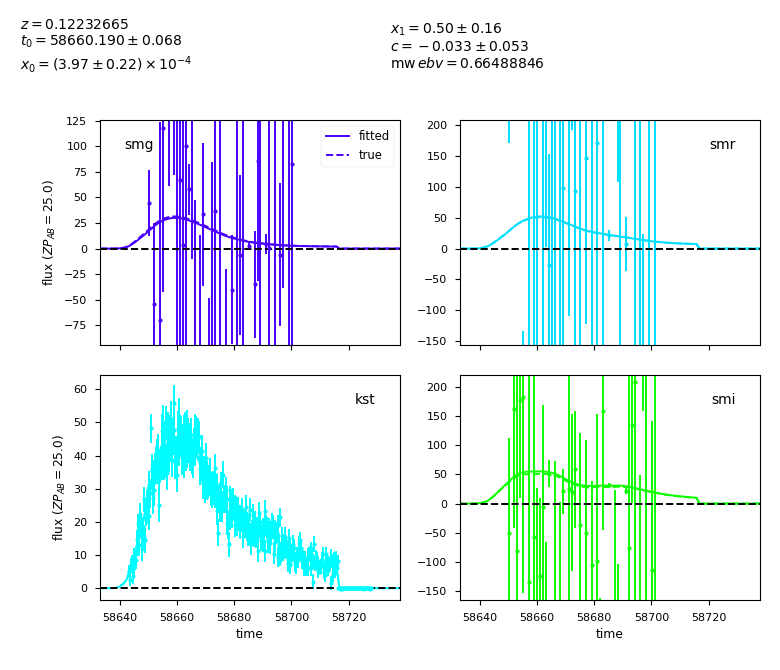 z = 0.12232665
t₀ = 58660.190 ± 0.068
x₀ = (3.97 ± 0.22) × 10⁻⁴
x₁ = 0.50 ± 0.16
c = −0.033 ± 0.053
mw ebv = 0.66488846
smg
fitted
true
125
100
75
50
25
0
−25
−50
−75
flux (ZP_AB = 25.0)
smr
200
150
100
50
0
−50
−100
−150
kst
60
50
40
30
20
10
0
flux (ZP_AB = 25.0)
58640 58660 58680 58700 58720
time
smi
200
150
100
50
0
−50
−100
−150
58640 58660 58680 58700 58720
time